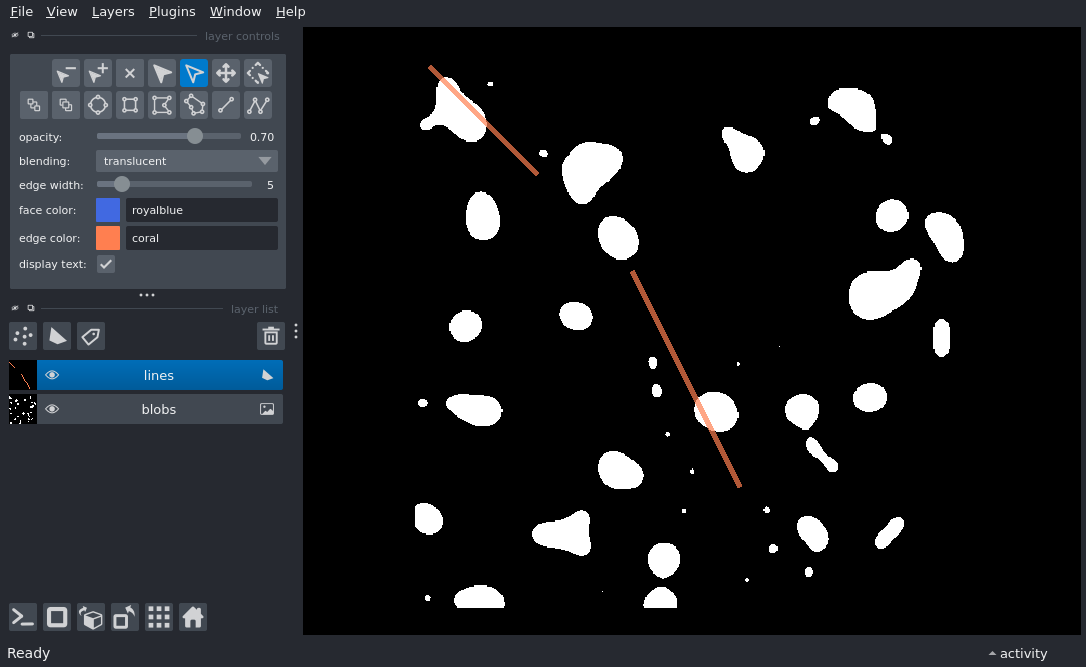 File View Layers Plugins Window Help
layer controls
opacity: 0.70
blending: translucent
edge width: 5
face color: royalblue
edge color: coral
display text:
layer list
lines
blobs
Ready
activity